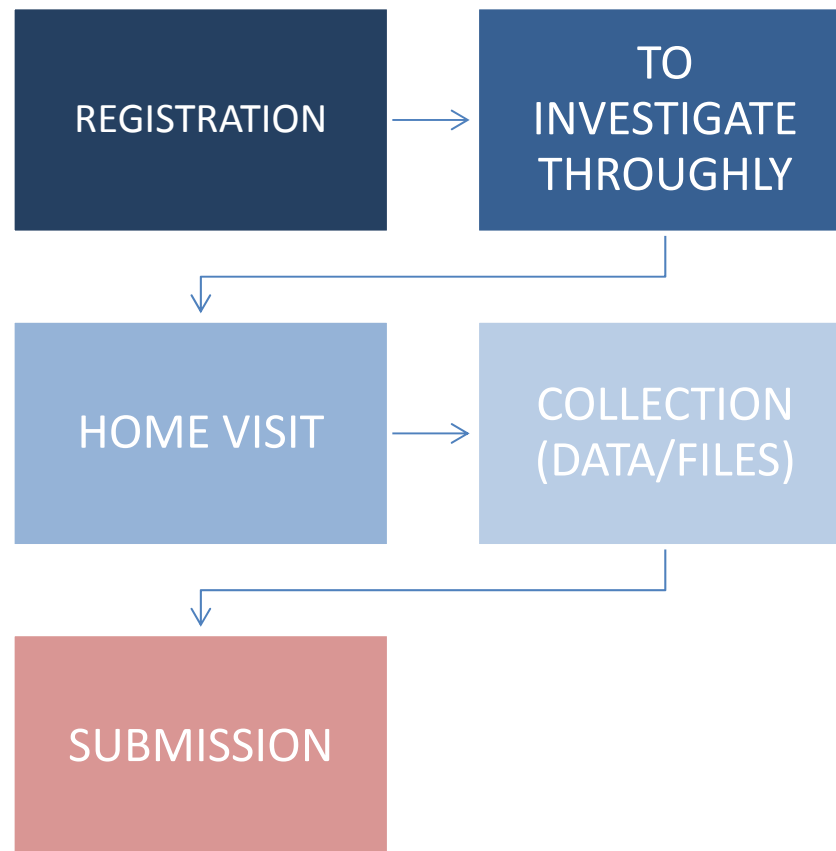 REGISTRATION
TO
INVESTIGATE
THROUGHLY
HOME VISIT
COLLECTION
(DATA/FILES)
SUBMISSION